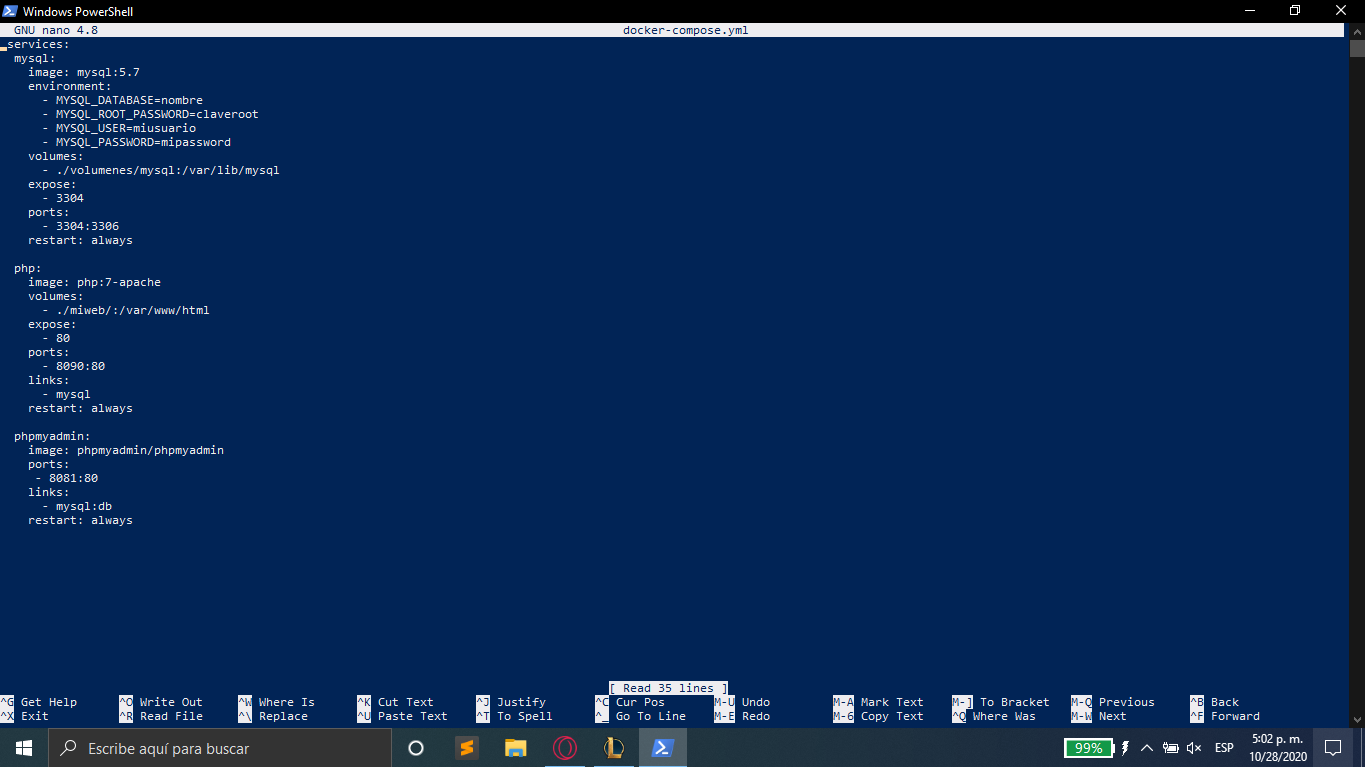 Windows PowerShell
GNU nano 4.8 docker-compose.yml
services:
mysql:
image: mysql:5.7
environment:
- MYSQL_DATABASE=nombre
- MYSQL_ROOT_PASSWORD=claveroot
- MYSQL_USER=miusuario
- MYSQL_PASSWORD=mipassword
volumes:
- ./volumenes/mysql:/var/lib/mysql
expose:
- 3304
ports:
- 3304:3306
restart: always
php:
image: php:7-apache
volumes:
- ./miweb/:/var/www/html
expose:
- 80
ports:
- 8090:80
links:
- mysql
restart: always
phpmyadmin:
image: phpmyadmin/phpmyadmin
ports:
- 8081:80
links:
- mysql:db
restart: always
[ Read 35 lines ]
^G Get Help ^O Write Out ^W Where Is ^K Cut Text ^J Justify ^C Cur Pos M-U Undo M-A Mark Text M-] To Bracket M-Q Previous ^B Back
^X Exit ^R Read File ^\ Replace ^U Paste Text ^T To Spell ^_ Go To Line M-E Redo M-6 Copy Text ^Q Where Was M-W Next ^F Forward
Escribe aquí para buscar
99%
ESP
5:02 p. m.
10/28/2020